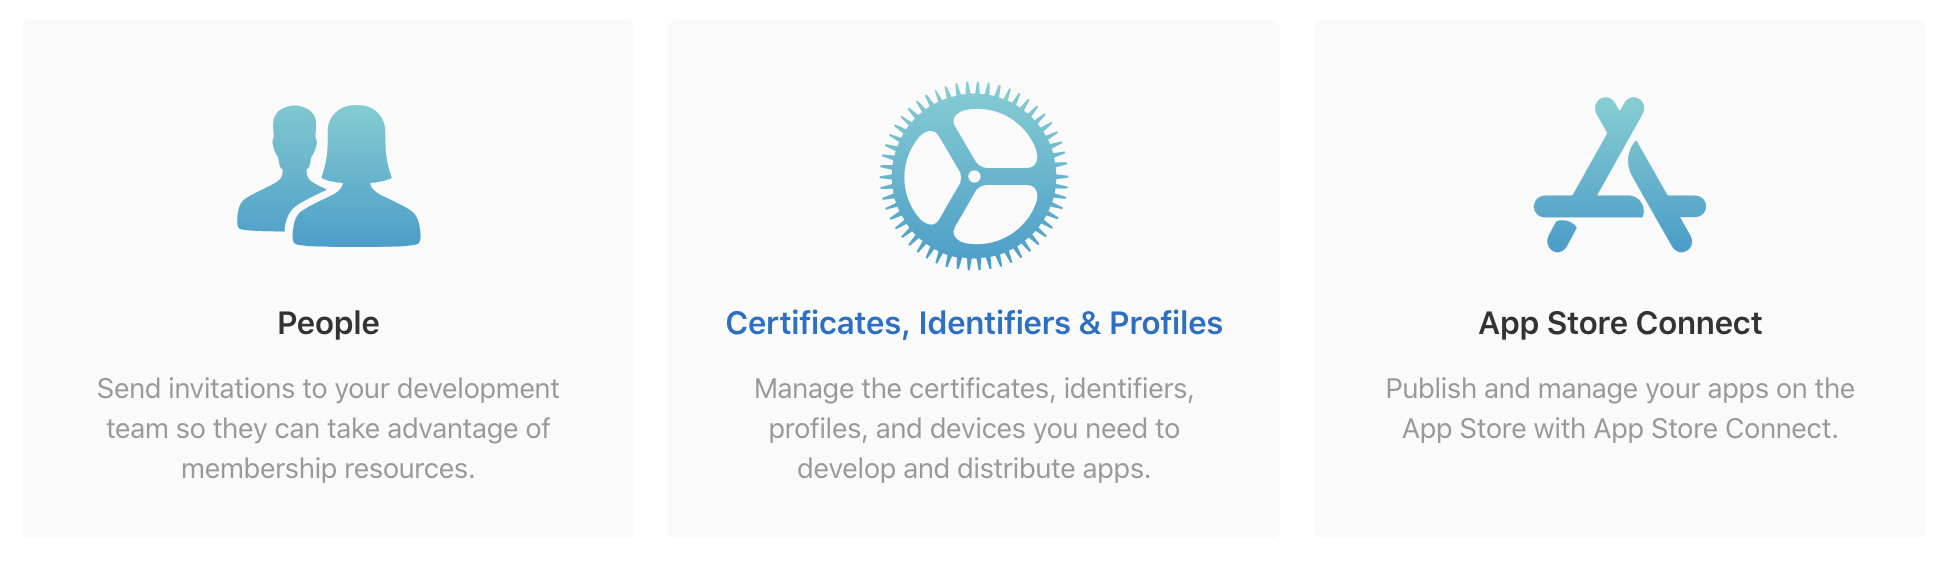 People
Send invitations to your development
team so they can take advantage of
membership resources.
Certificates, Identifiers & Profiles
Manage the certificates, identifiers,
profiles, and devices you need to
develop and distribute apps.
App Store Connect
Publish and manage your apps on the
App Store with App Store Connect.